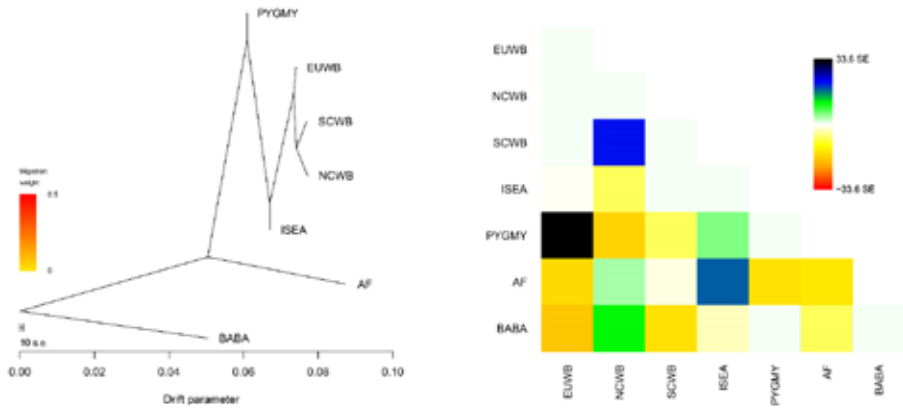 PYGMY
EUWB
SCWB
NCWB
ISEA
AF
BABA
Migration
weight
0.5
0
10 s.e.
0.00
0.02
0.04
0.06
0.08
0.10
Drift parameter
EUWB
NCWB
SCWB
ISEA
PYGMY
AF
BABA
33.6 SE
−33.6 SE
EUWB
NCWB
SCWB
ISEA
PYGMY
AF
BABA